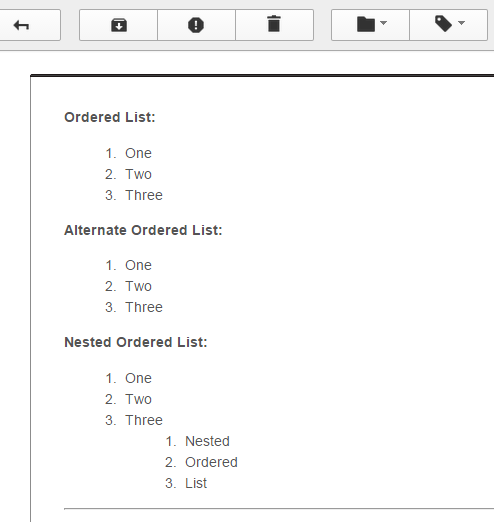 Ordered List:
1. One
2. Two
3. Three
Alternate Ordered List:
1. One
2. Two
3. Three
Nested Ordered List:
1. One
2. Two
3. Three
1. Nested
2. Ordered
3. List